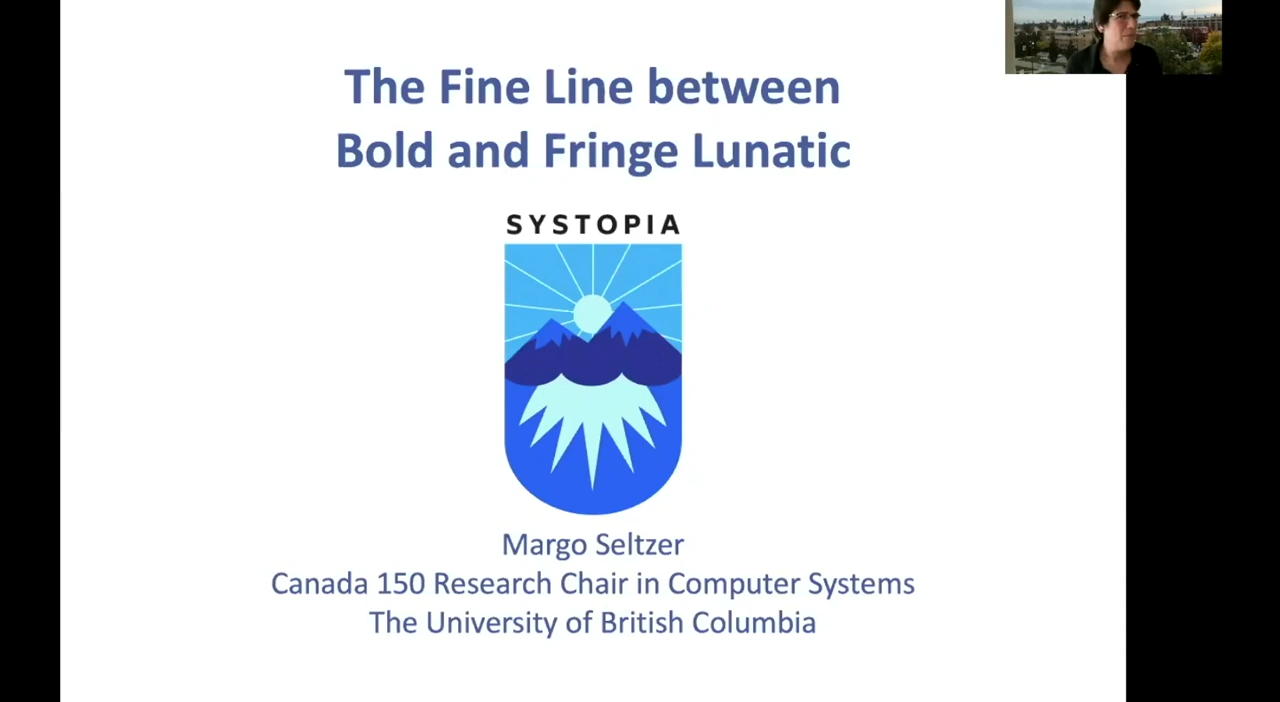 The Fine Line between
Bold and Fringe Lunatic
SYSTOPIA
Margo Seltzer
Canada 150 Research Chair in Computer Systems
The University of British Columbia